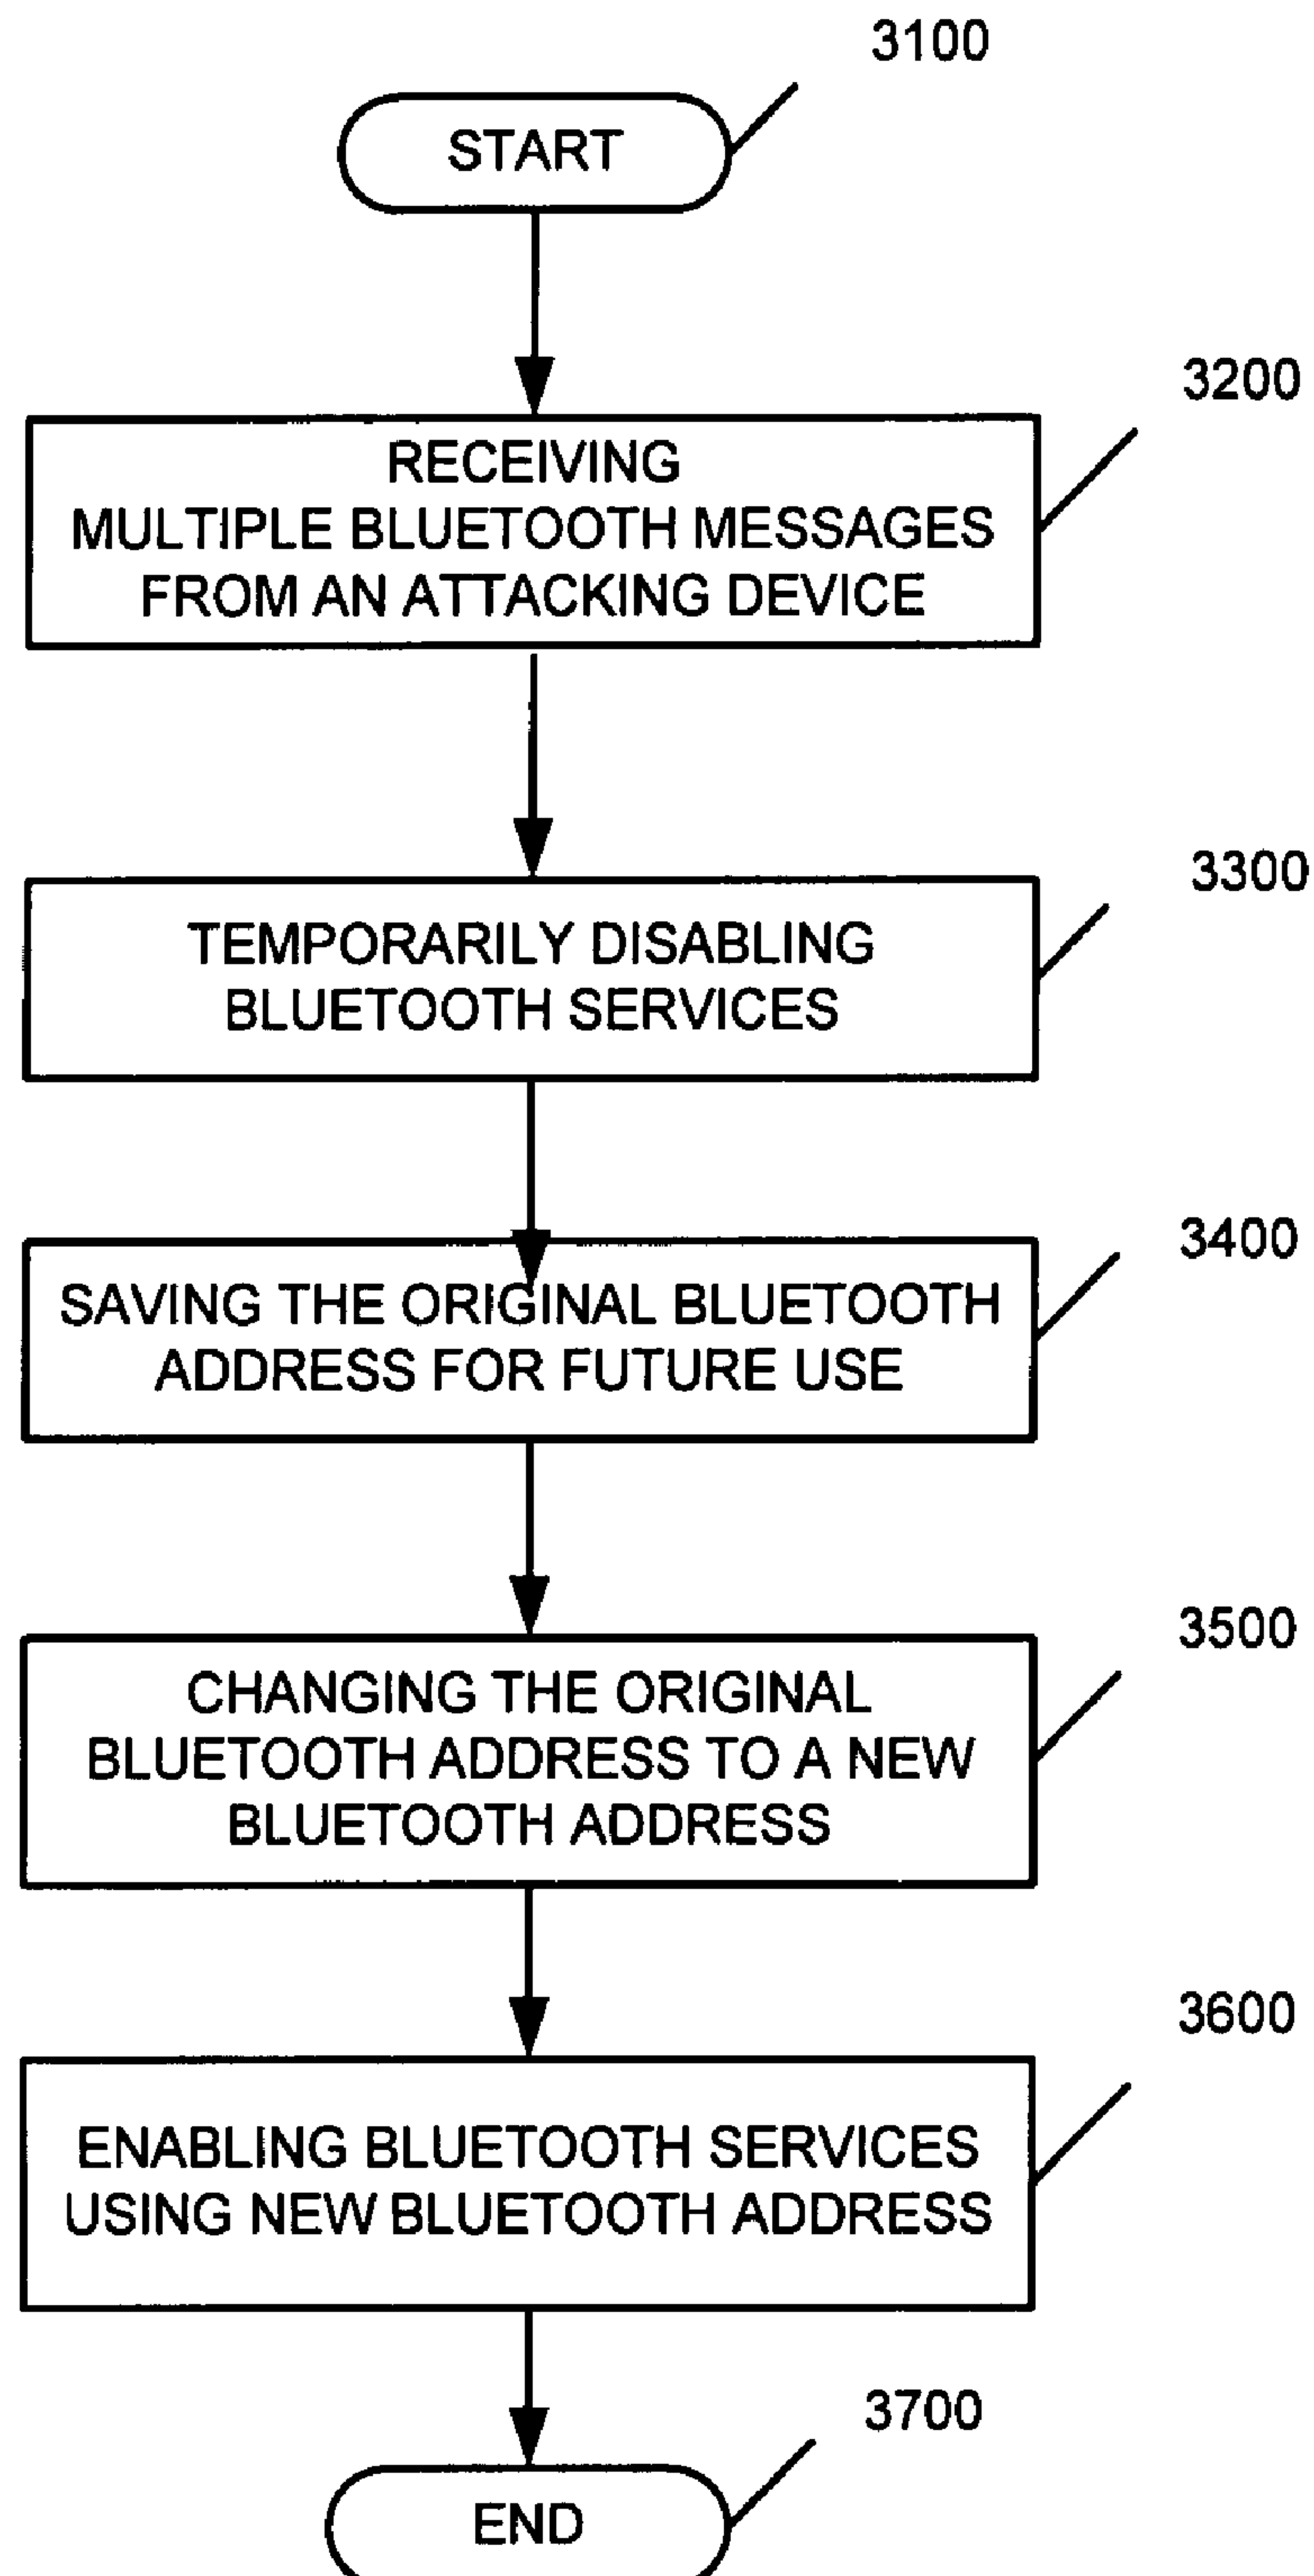 3100
START
3200
RECEIVING
MULTIPLE BLUETOOTH MESSAGES
FROM AN ATTACKING DEVICE
3300
TEMPORARILY DISABLING
BLUETOOTH SERVICES
3400
SAVING THE ORIGINAL BLUETOOTH
ADDRESS FOR FUTURE USE
3500
CHANGING THE ORIGINAL
BLUETOOTH ADDRESS TO A NEW
BLUETOOTH ADDRESS
3600
ENABLING BLUETOOTH SERVICES
USING NEW BLUETOOTH ADDRESS
3700
END